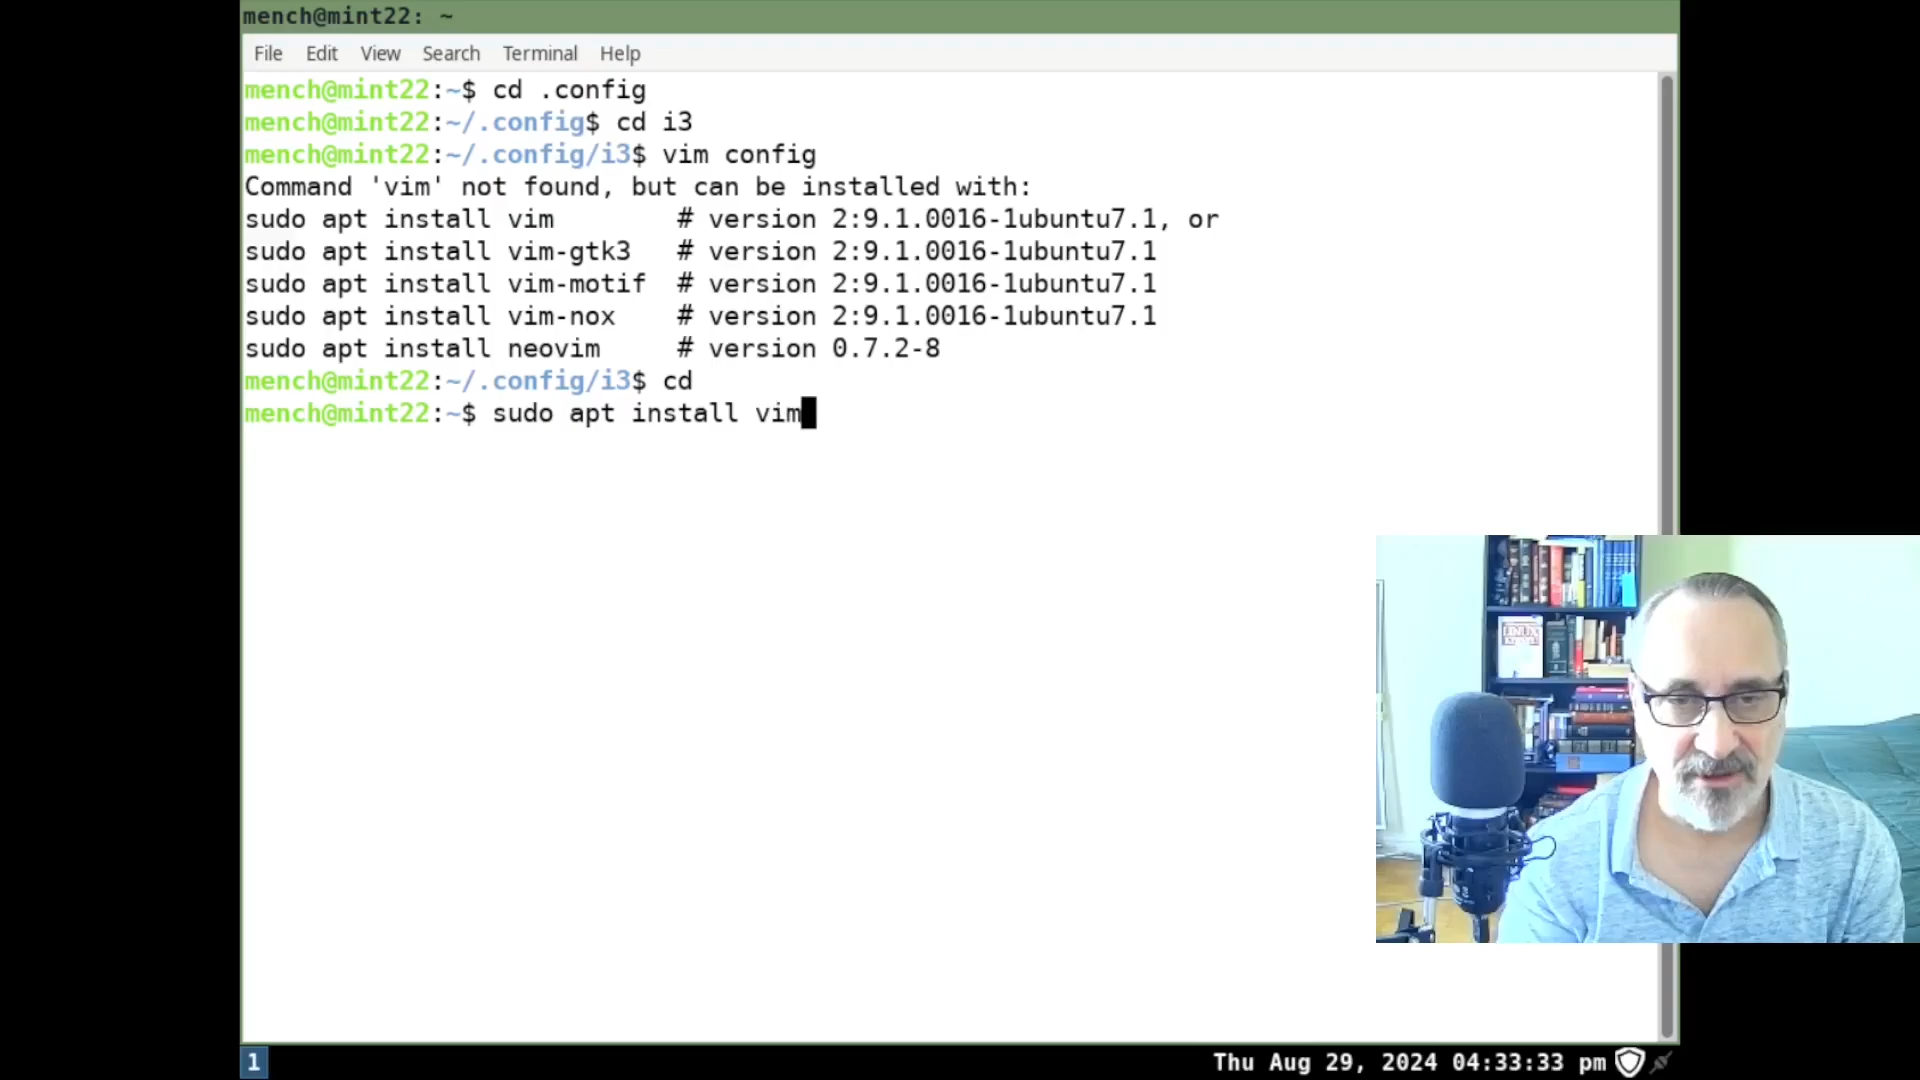 mench@mint22: ~
File Edit View Search Terminal Help
mench@mint22:~$ cd .config
mench@mint22:~/.config$ cd i3
mench@mint22:~/.config/i3$ vim config
Command 'vim' not found, but can be installed with:
sudo apt install vim        # version 2:9.1.0016-1ubuntu7.1, or
sudo apt install vim-gtk3   # version 2:9.1.0016-1ubuntu7.1
sudo apt install vim-motif  # version 2:9.1.0016-1ubuntu7.1
sudo apt install vim-nox    # version 2:9.1.0016-1ubuntu7.1
sudo apt install neovim     # version 0.7.2-8
mench@mint22:~/.config/i3$ cd
mench@mint22:~$ sudo apt install vim
LINUX
1
Thu Aug 29, 2024 04:33:33 pm